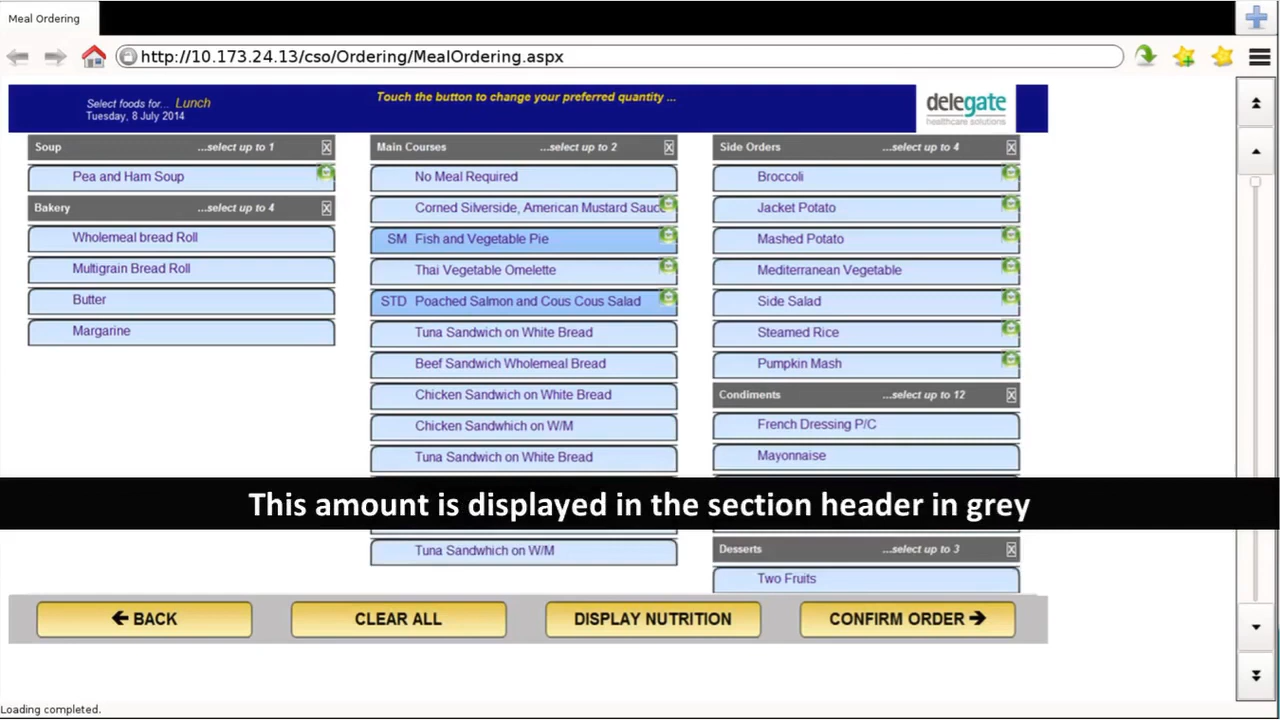 Meal Ordering
http://10.173.24.13/cso/Ordering/MealOrdering.aspx
Select foods for... Lunch
Tuesday, 8 July 2014
Touch the button to change your preferred quantity ...
delegate
healthcare solutions
Soup ...select up to 1 X
Pea and Ham Soup
Bakery ...select up to 4 X
Wholemeal bread Roll
Multigrain Bread Roll
Butter
Margarine
Main Courses ...select up to 2 X
No Meal Required
Corned Silverside, American Mustard Sauc
SM Fish and Vegetable Pie
Thai Vegetable Omelette
STD Poached Salmon and Cous Cous Salad
Tuna Sandwich on White Bread
Beef Sandwich Wholemeal Bread
Chicken Sandwich on White Bread
Chicken Sandwhich on W/M
Tuna Sandwich on White Bread
Tuna Sandwhich on W/M
Side Orders ...select up to 4 X
Broccoli
Jacket Potato
Mashed Potato
Mediterranean Vegetable
Side Salad
Steamed Rice
Pumpkin Mash
Condiments ...select up to 12 X
French Dressing P/C
Mayonnaise
Desserts ...select up to 3 X
Two Fruits
This amount is displayed in the section header in grey
← BACK
CLEAR ALL
DISPLAY NUTRITION
CONFIRM ORDER →
Loading completed.